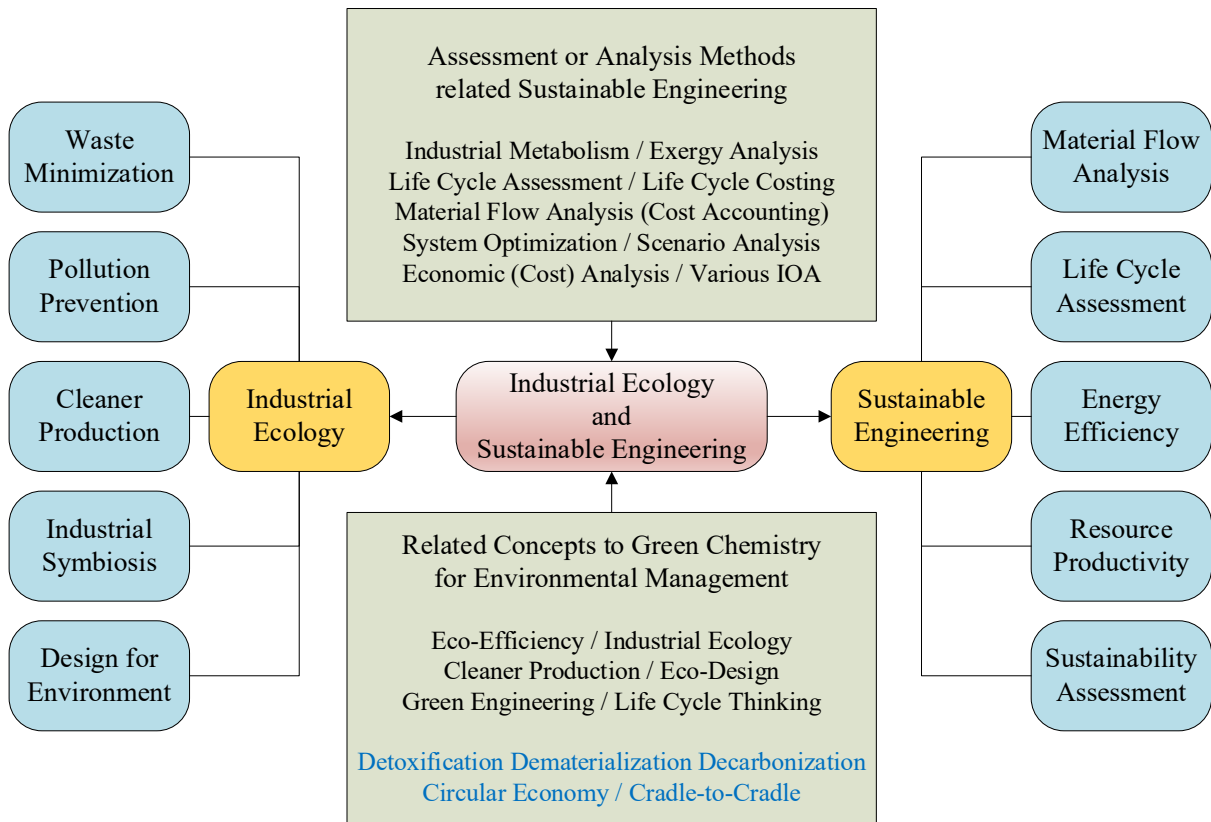 Assessment or Analysis Methods
related Sustainable Engineering
Industrial Metabolism / Exergy Analysis
Life Cycle Assessment / Life Cycle Costing
Material Flow Analysis (Cost Accounting)
System Optimization / Scenario Analysis
Economic (Cost) Analysis / Various IOA
Waste
Minimization
Pollution
Prevention
Cleaner
Production
Industrial
Symbiosis
Design for
Environment
Industrial
Ecology
Industrial Ecology
and
Sustainable Engineering
Sustainable
Engineering
Material Flow
Analysis
Life Cycle
Assessment
Energy
Efficiency
Resource
Productivity
Sustainability
Assessment
Related Concepts to Green Chemistry
for Environmental Management
Eco-Efficiency / Industrial Ecology
Cleaner Production / Eco-Design
Green Engineering / Life Cycle Thinking
Detoxification Dematerialization Decarbonization
Circular Economy / Cradle-to-Cradle